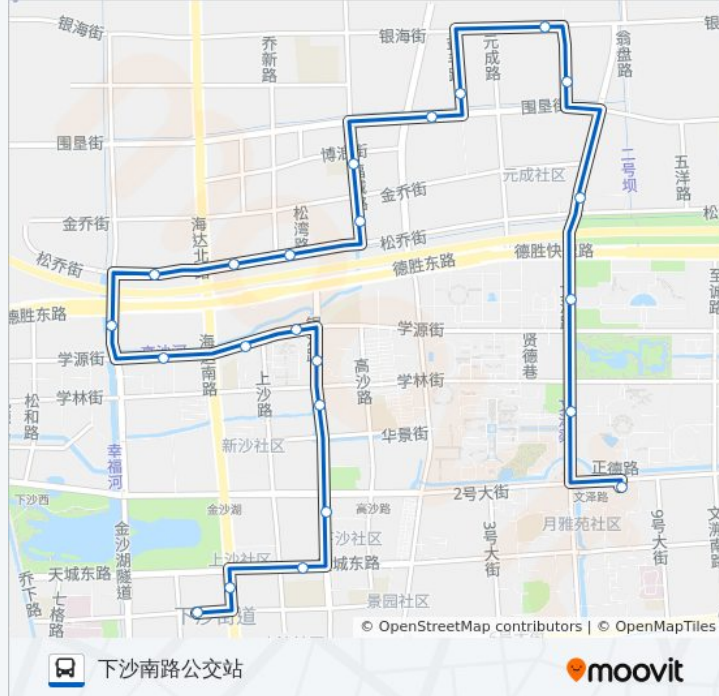 银海街
银海街
乔新路
元成路
翁盘路
围垦街
围垦街
博浪街
二号坝
五洋路
元成社区
金乔街
金乔街
松湾路
海达北路
松乔街
松乔街
松
德胜快速路
德胜东路
德胜东路
至诚路
学源街
学源街
贤德巷
海达南路
高沙路
上沙路
学林街
学林街
松和路
新沙社区
华景街
幸福河
正德路
下沙西
金沙湖
高沙路
2号大街
文泽路
月雅苑社区
金沙湖隧道
3号大街
9号大街
下沙社区
上沙社区
天城东路
城东路
乔下路
七格路
景园社区
下沙街道
© OpenStreetMap contributors | © OpenMapTiles
下沙南路公交站
moovit